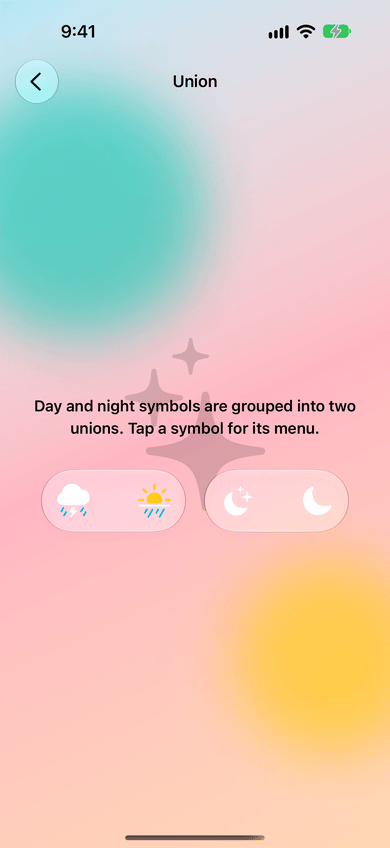 9:41
Union
Day and night symbols are grouped into two
unions. Tap a symbol for its menu.